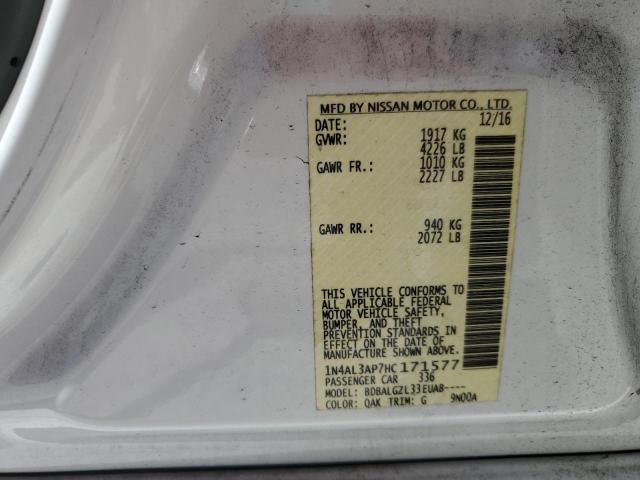 MFD BY NISSAN MOTOR CO., LTD.
DATE: 12/16
GVWR: 1917 KG
4226 LB
GAWR FR.: 1010 KG
2227 LB
GAWR RR.: 940 KG
2072 LB
THIS VEHICLE CONFORMS TO
ALL APPLICABLE FEDERAL
MOTOR VEHICLE SAFETY,
BUMPER, AND THEFT
PREVENTION STANDARDS IN
EFFECT ON THE DATE OF
MANUFACTURE SHOWN ABOVE.
1N4AL3AP7HC171577
PASSENGER CAR 336
MODEL: BDBALGZL33EUA8----
COLOR: QAK TRIM: G 9N00A